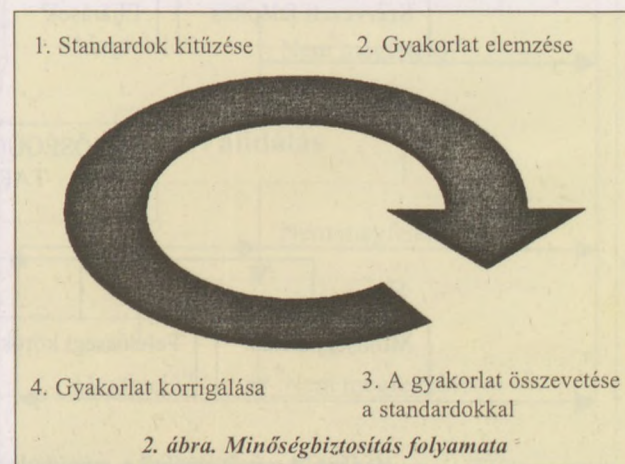 1. Standardok kitűzése
2. Gyakorlat elemzése
4. Gyakorlat korrigálása
3. A gyakorlat összevetése
a standardokkal
2. ábra. Minőségbiztosítás folyamata